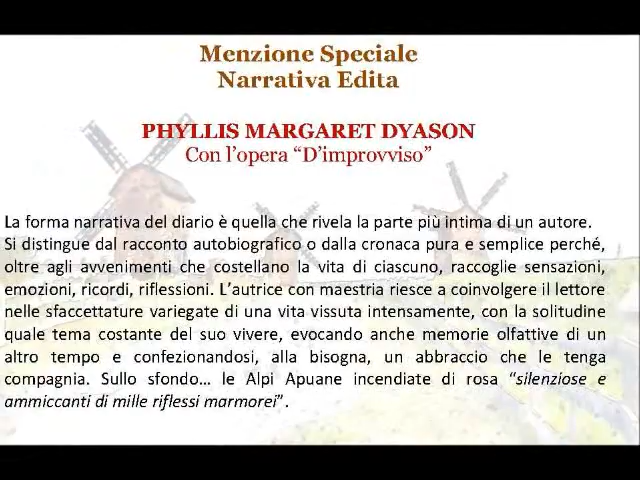 Menzione Speciale
Narrativa Edita
PHYLLIS MARGARET DYASON
Con l'opera “D'improvviso”
La forma narrativa del diario è quella che rivela la parte più intima di un autore.
Si distingue dal racconto autobiografico o dalla cronaca pura e semplice perché,
oltre agli avvenimenti che costellano la vita di ciascuno, raccoglie sensazioni,
emozioni, ricordi, riflessioni. L'autrice con maestria riesce a coinvolgere il lettore
nelle sfaccettature variegate di una vita vissuta intensamente, con la solitudine
quale tema costante del suo vivere, evocando anche memorie olfattive di un
altro tempo e confezionandosi, alla bisogna, un abbraccio che le tenga
compagnia. Sullo sfondo… le Alpi Apuane incendiate di rosa “silenziose e
ammiccanti di mille riflessi marmorei”.